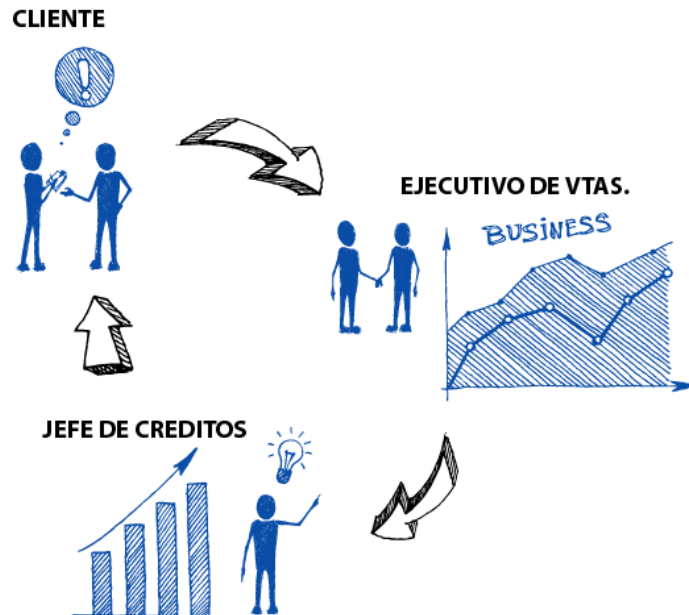 CLIENTE
!
EJECUTIVO DE VTAS.
BUSINESS
JEFE DE CREDITOS